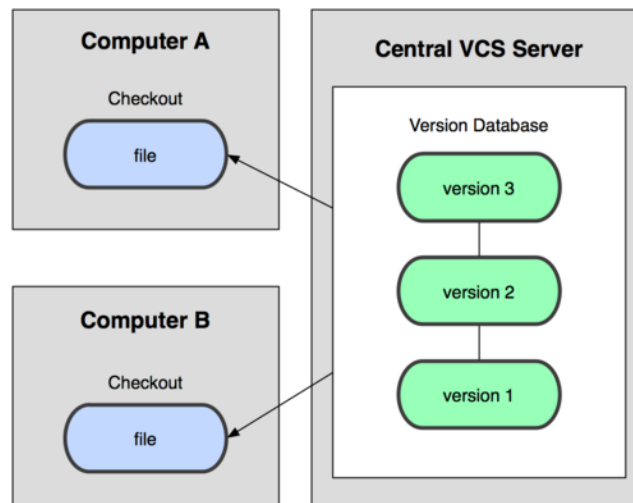 Computer A
Checkout
file
Computer B
Checkout
file
Central VCS Server
Version Database
version 3
version 2
version 1